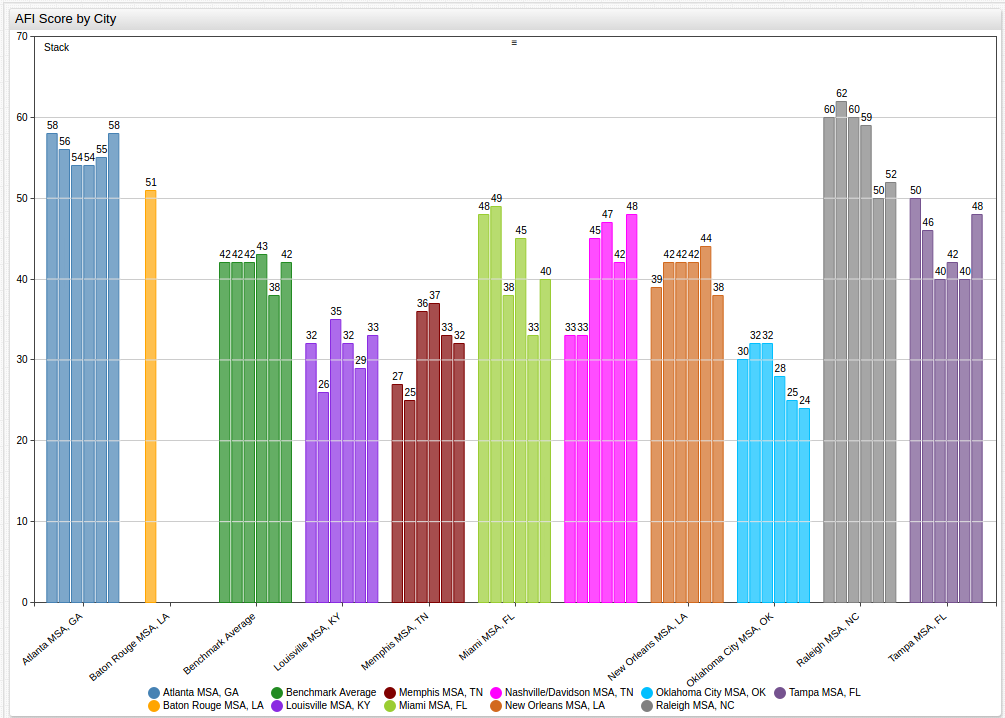 AFI Score by City
Stack
≡
70
60
50
40
30
20
10
0
58 56 54 54 55 58
51
42 42 42 43 38 42
32 26 35 32 29 33
27 25 36 37 33 32
48 49 38 45 33 40
33 33 45 47 42 48
39 42 42 42 44 38
30 32 32 28 25 24
60 62 60 59 50 52
50 46 40 42 40 48
Atlanta MSA, GA
Baton Rouge MSA, LA
Benchmark Average
Louisville MSA, KY
Memphis MSA, TN
Miami MSA, FL
New Orleans MSA, LA
Oklahoma City MSA, OK
Raleigh MSA, NC
Tampa MSA, FL
Atlanta MSA, GA Benchmark Average Memphis MSA, TN Nashville/Davidson MSA, TN Oklahoma City MSA, OK Tampa MSA, FL
Baton Rouge MSA, LA Louisville MSA, KY Miami MSA, FL New Orleans MSA, LA Raleigh MSA, NC